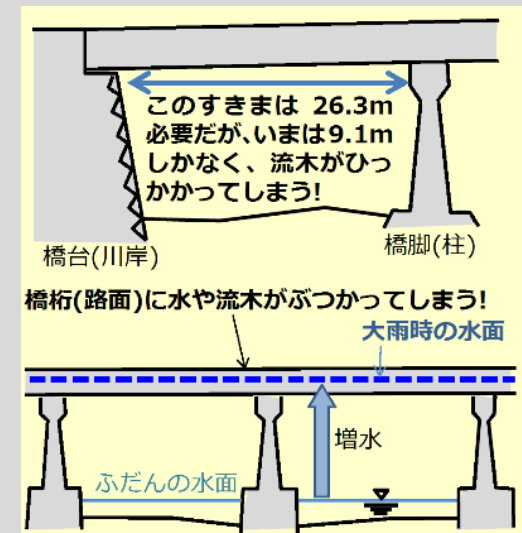 このすきまは 26.3m
必要だが、いまは9.1m
しかなく、流木がひっ
かかってしまう!
橋台(川岸)
橋脚(柱)
橋桁(路面)に水や流木がぶつかってしまう!
大雨時の水面
増水
ふだんの水面